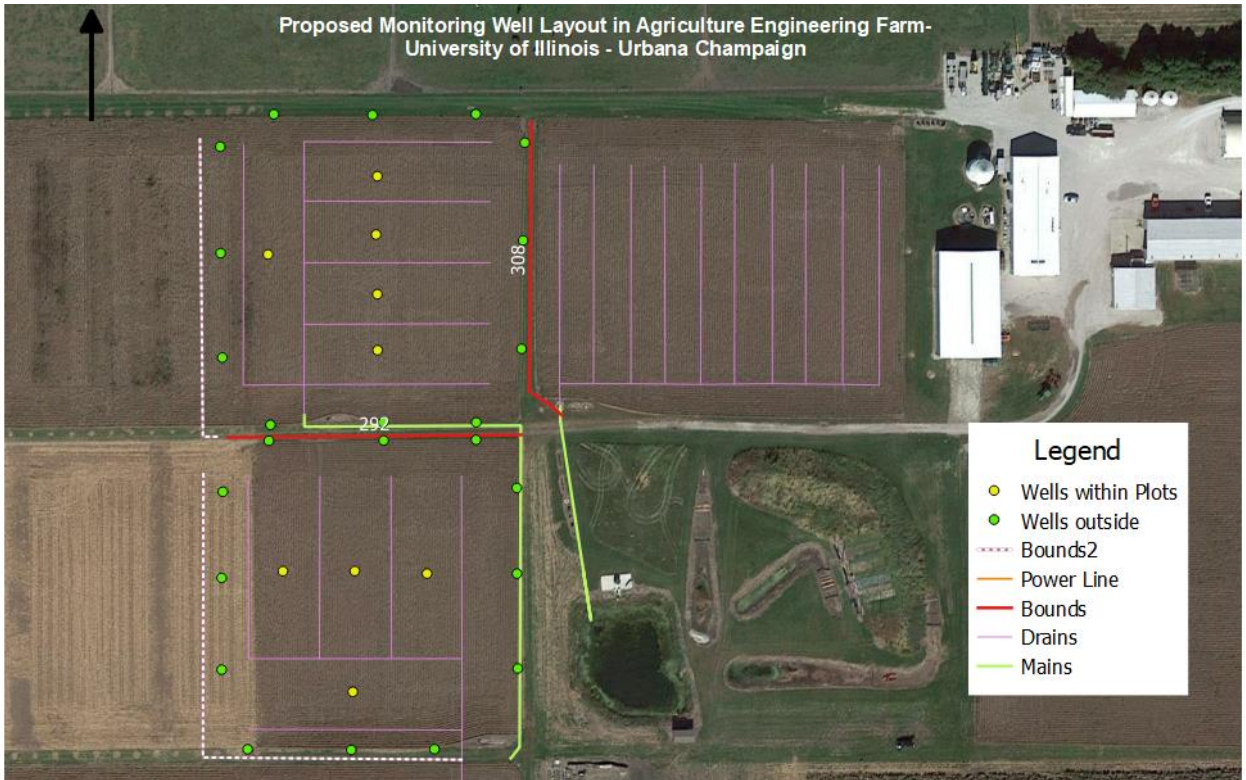 Proposed Monitoring Well Layout in Agriculture Engineering Farm-
University of Illinois - Urbana Champaign
308
292
Legend
Wells within Plots
Wells outside
Bounds2
Power Line
Bounds
Drains
Mains